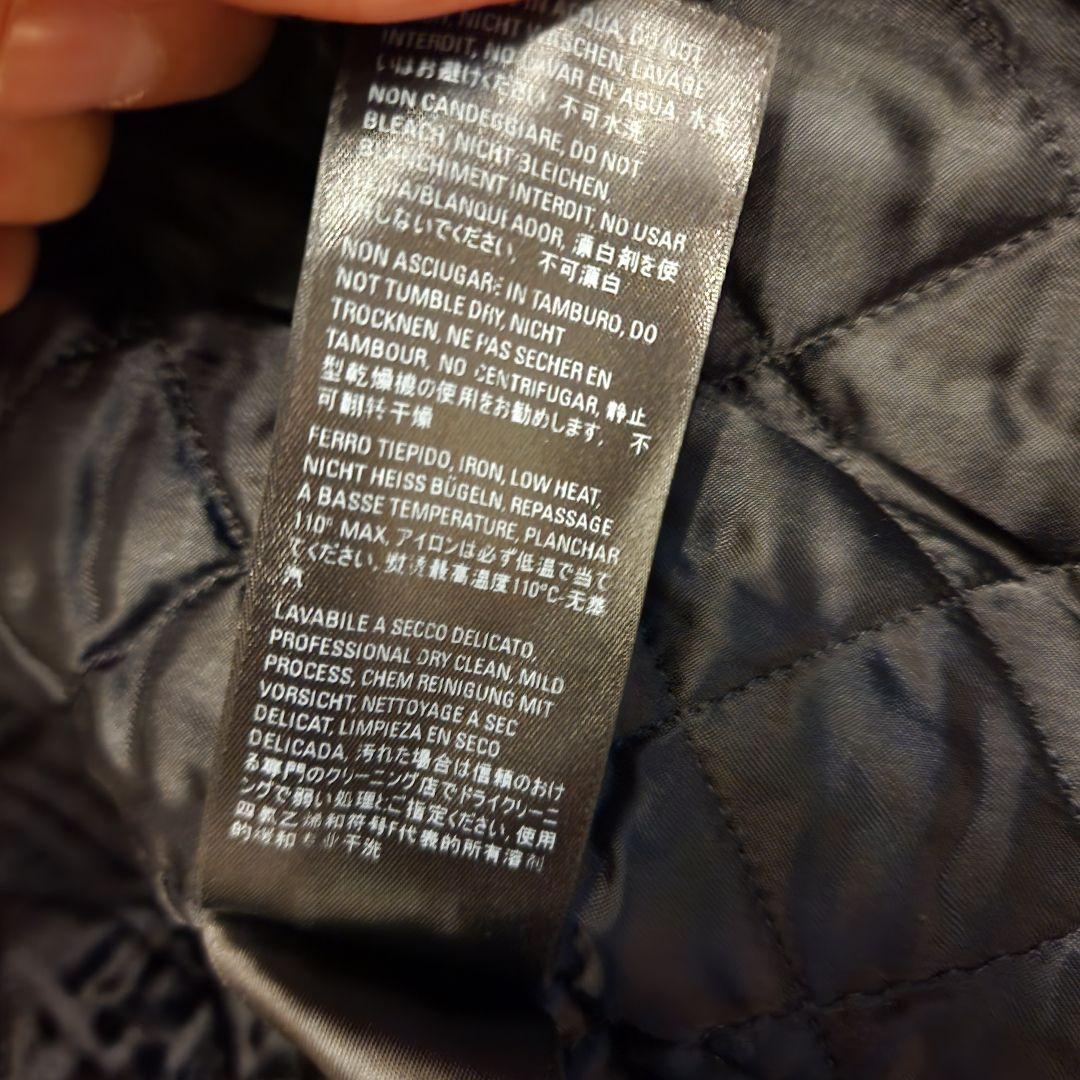 IN ACQUA, DO NOT
NICHT WASCHEN, LAVAGE
INTERDIT, NO LAVAR EN AGUA, 水洗
いはお避けください, 不可水洗
NON CANDEGGIARE, DO NOT
BLEACH, NICHT BLEICHEN,
BLANCHIMENT INTERDIT, NO USAR
BLANQUEADOR, 漂白剤を使
しないでください, 不可漂白
NON ASCIUGARE IN TAMBURO, DO
NOT TUMBLE DRY, NICHT
TROCKNEN, NE PAS SECHER EN
TAMBOUR, NO CENTRIFUGAR, 静止
型乾燥機の使用をお勧めします, 不
可翻转干燥
FERRO TIEPIDO, IRON, LOW HEAT,
NICHT HEISS BÜGELN, REPASSAGE
A BASSE TEMPERATURE, PLANCHAR
110° MAX, アイロンは必ず低温で当て
てください, 最高温度110°C-无蒸
汽
LAVABILE A SECCO DELICATO,
PROFESSIONAL DRY CLEAN, MILD
PROCESS, CHEM REINIGUNG MIT
VORSICHT, NETTOYAGE A SEC
DELICAT, LIMPIEZA EN SECO
DELICADA, 汚れた場合は信頼のおけ
る専門のクリーニング店でドライクリーニ
ングで弱い処理とご指定ください, 使用
四氯乙烯和符号F代表的所有溶剂
的缓和干洗